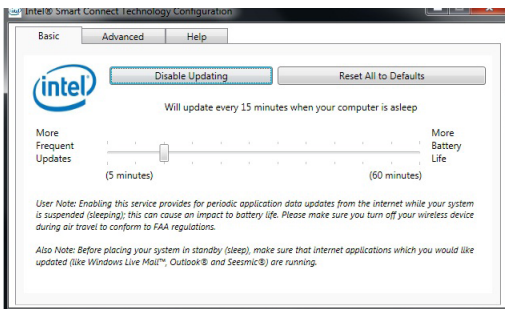 Intel® Smart Connect Technology Configuration
Basic Advanced Help
intel
Disable Updating Reset All to Defaults
Will update every 15 minutes when your computer is asleep
More More
Frequent Battery
Updates Life
(5 minutes) (60 minutes)
User Note: Enabling this service provides for periodic application data updates from the internet while your system
is suspended (sleeping); this can cause an impact to battery life. Please make sure you turn off your wireless device
during air travel to conform to FAA regulations.
Also Note: Before placing your system in standby (sleep), make sure that internet applications which you would like
updated (like Windows Live Mail™, Outlook® and Seesmic®) are running.